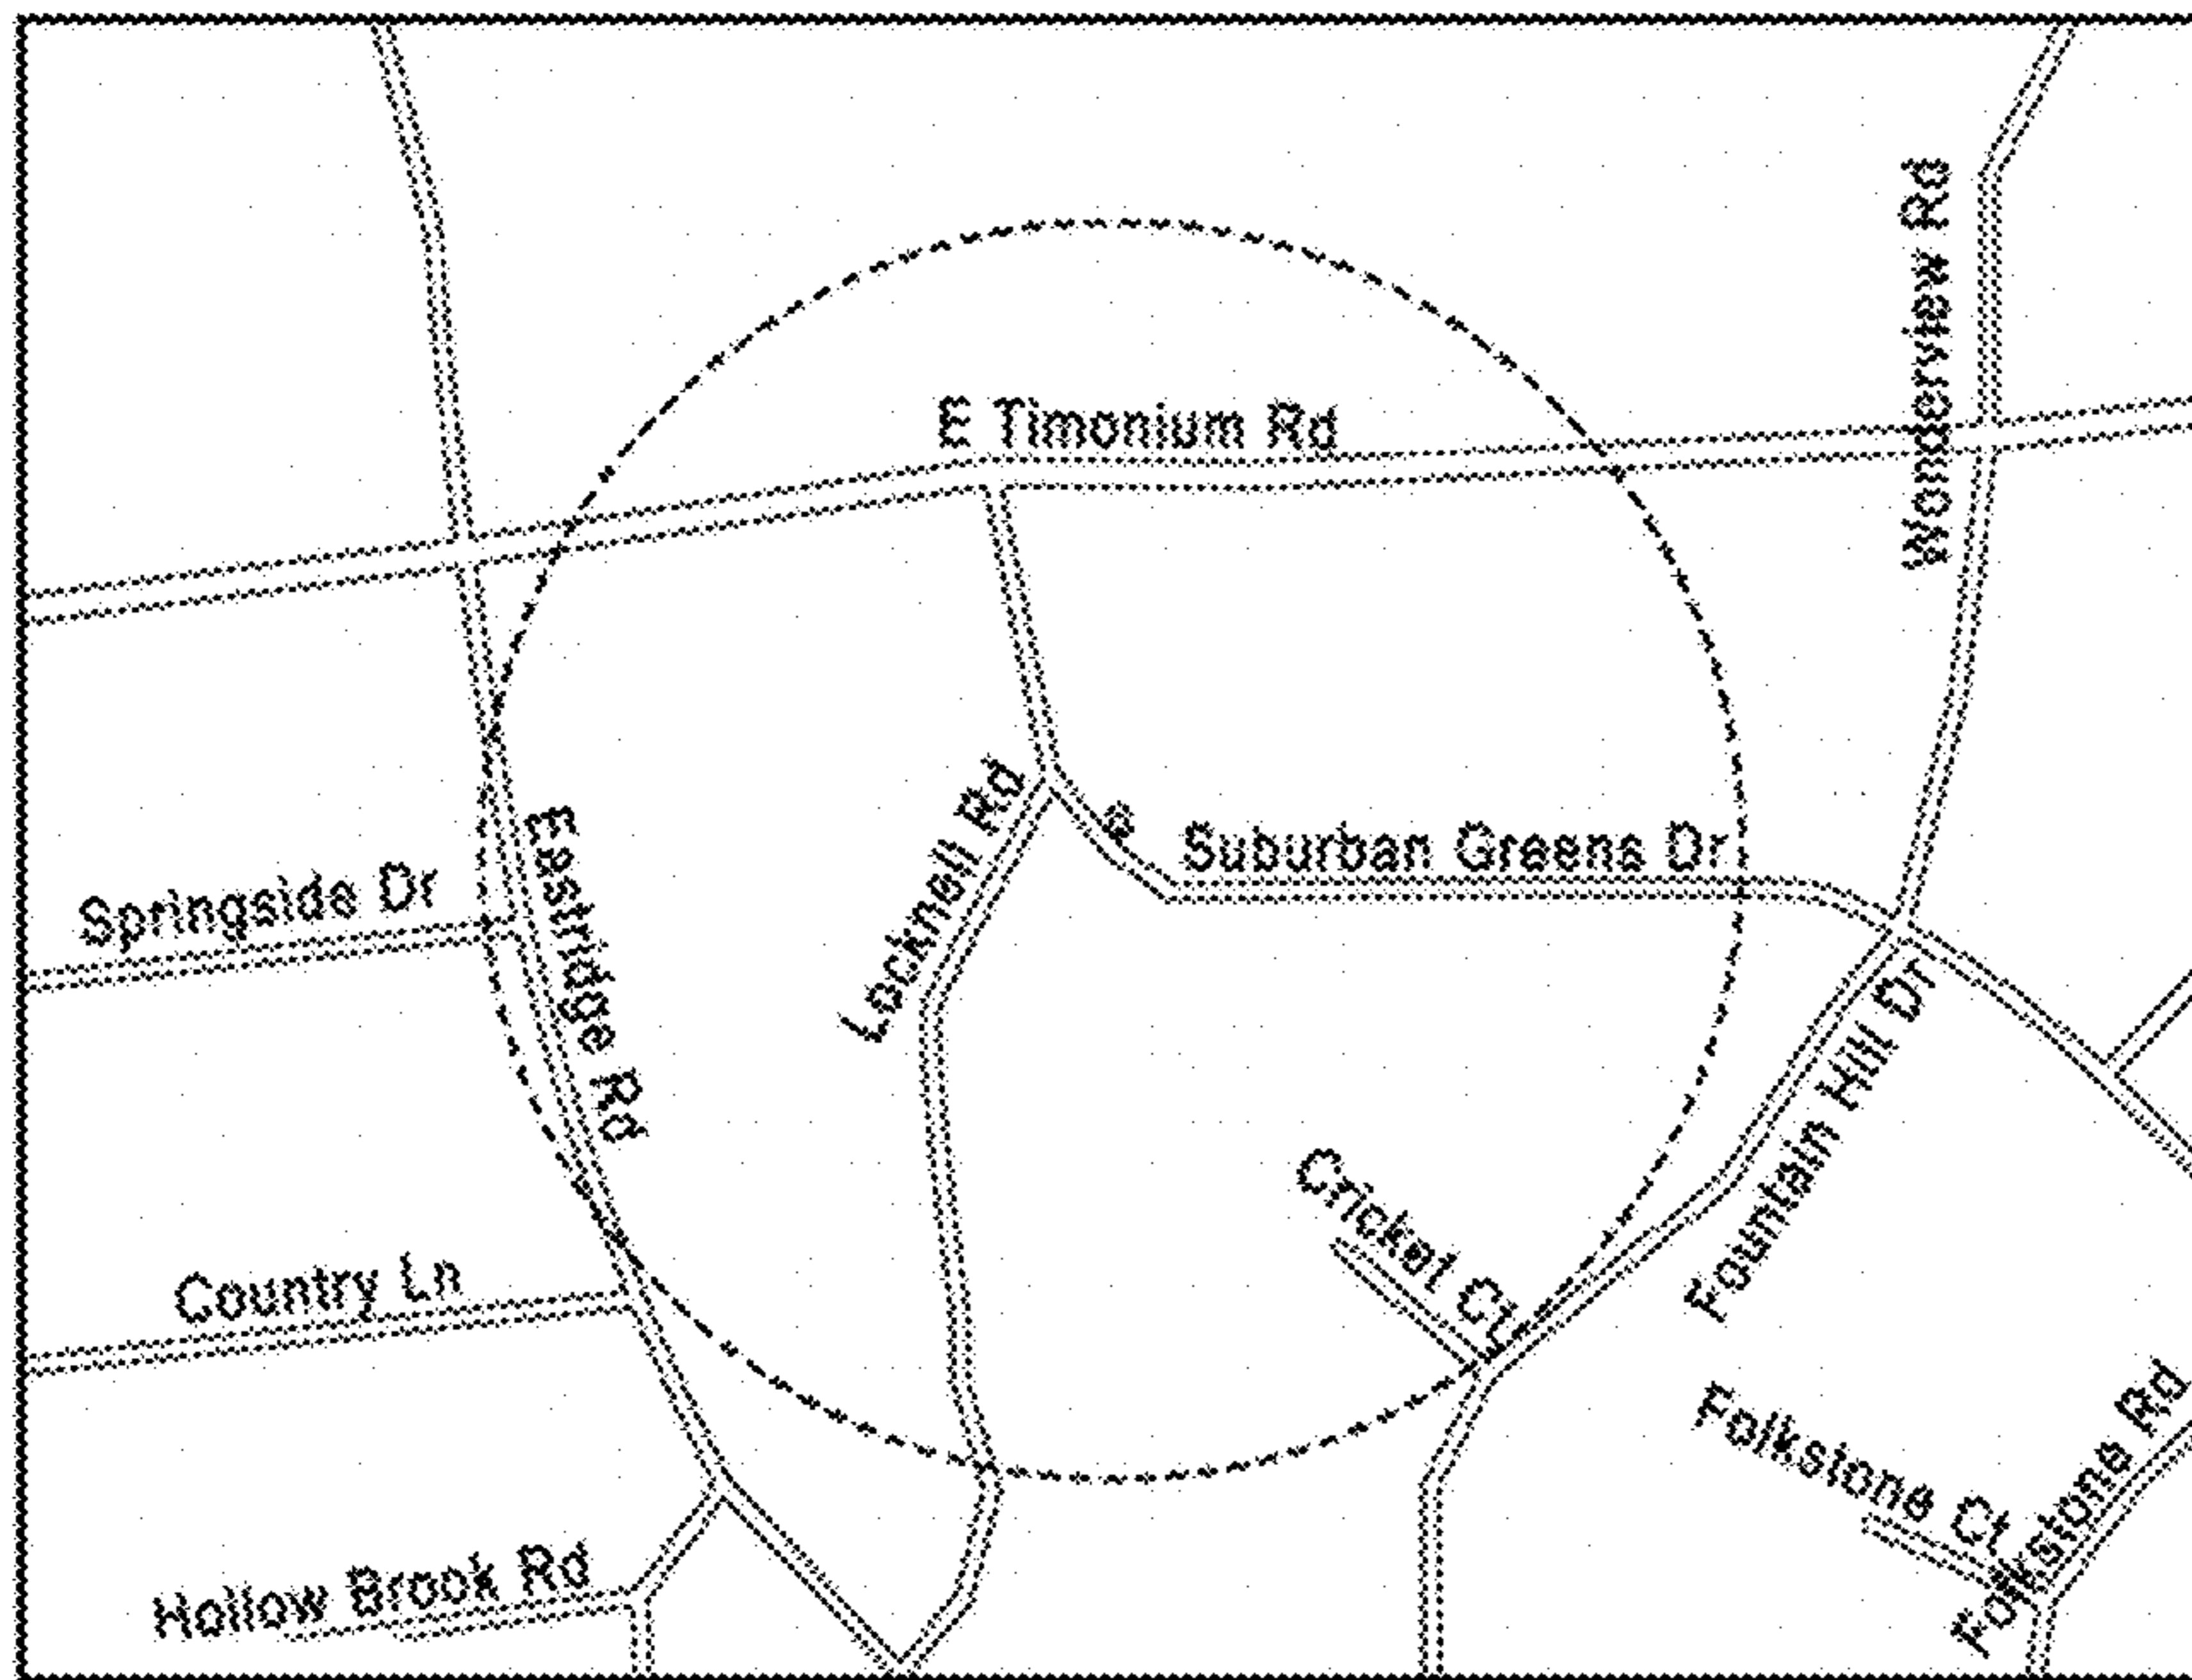 Wonderview Rd
E Timonium Rd
Eastridge Rd
Locknell Rd
Suburban Greens Dr
Springside Dr
Fountain Hill Dr
Cricket Ct
Country Ln
Folkstone Ct
Folkstone Rd
Hollow Brook Rd